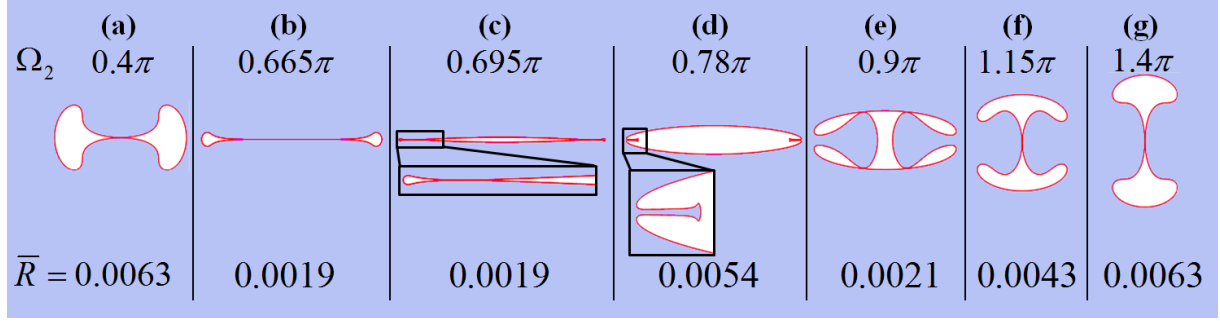 (a) (b) (c) (d) (e) (f) (g)
Ω₂ 0.4π 0.665π 0.695π 0.78π 0.9π 1.15π 1.4π
R̅ = 0.0063 0.0019 0.0019 0.0054 0.0021 0.0043 0.0063